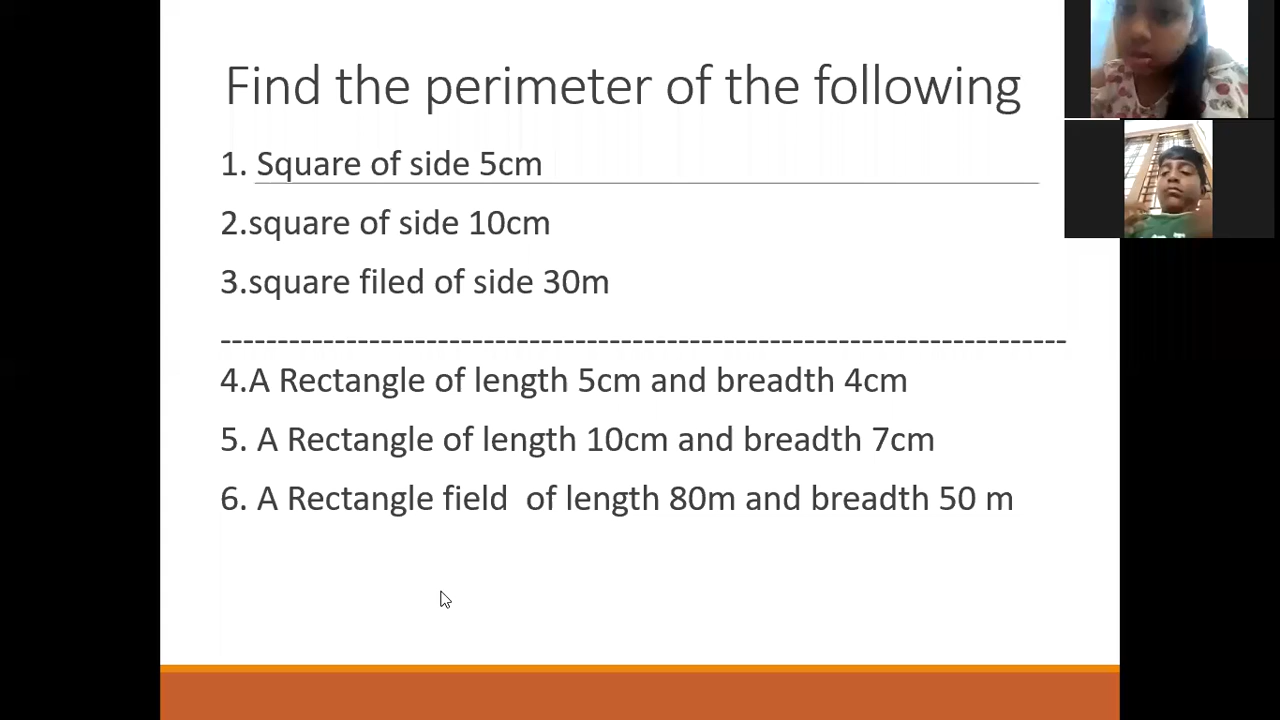 Find the perimeter of the following
1. Square of side 5cm
2.square of side 10cm
3.square filed of side 30m
-------------------------------------------------------------------------
4.A Rectangle of length 5cm and breadth 4cm
5. A Rectangle of length 10cm and breadth 7cm
6. A Rectangle field  of length 80m and breadth 50 m